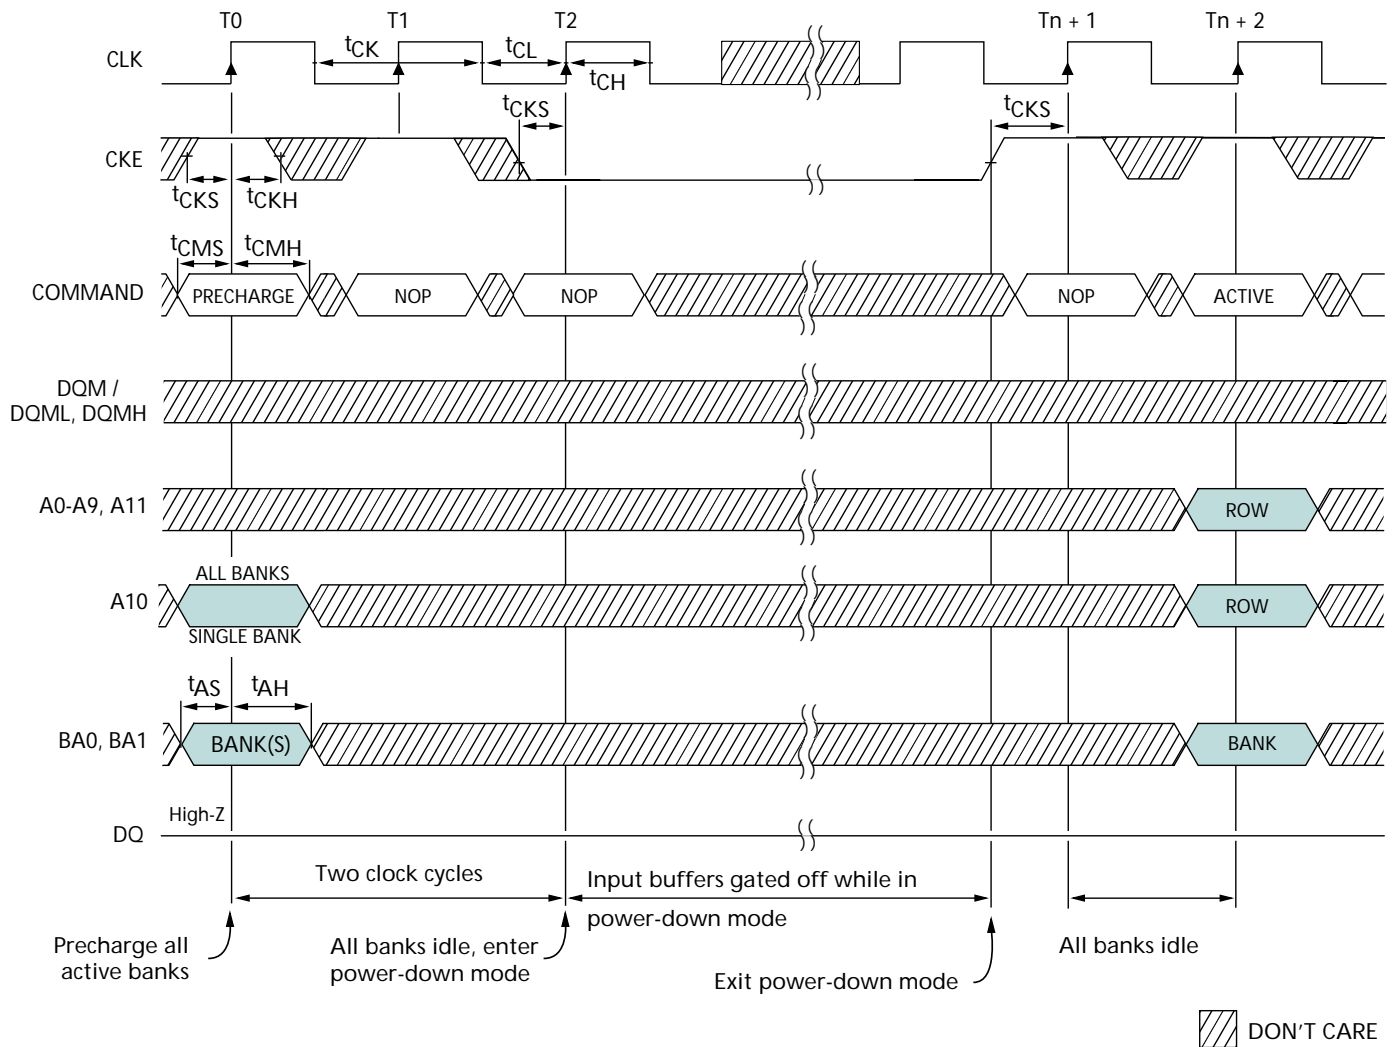 T0
T1
T2
Tn + 1
Tn + 2
CLK
tCK
tCL
tCH
tCKS
tCKS
CKE
tCKS
tCKH
tCMS
tCMH
COMMAND
PRECHARGE
NOP
NOP
NOP
ACTIVE
DQM /
DQML, DQMH
A0-A9, A11
ROW
ALL BANKS
A10
ROW
SINGLE BANK
tAS
tAH
BA0, BA1
BANK(S)
BANK
High-Z
DQ
Two clock cycles
Input buffers gated off while in
power-down mode
Precharge all
active banks
All banks idle, enter
power-down mode
All banks idle
Exit power-down mode
DON'T CARE